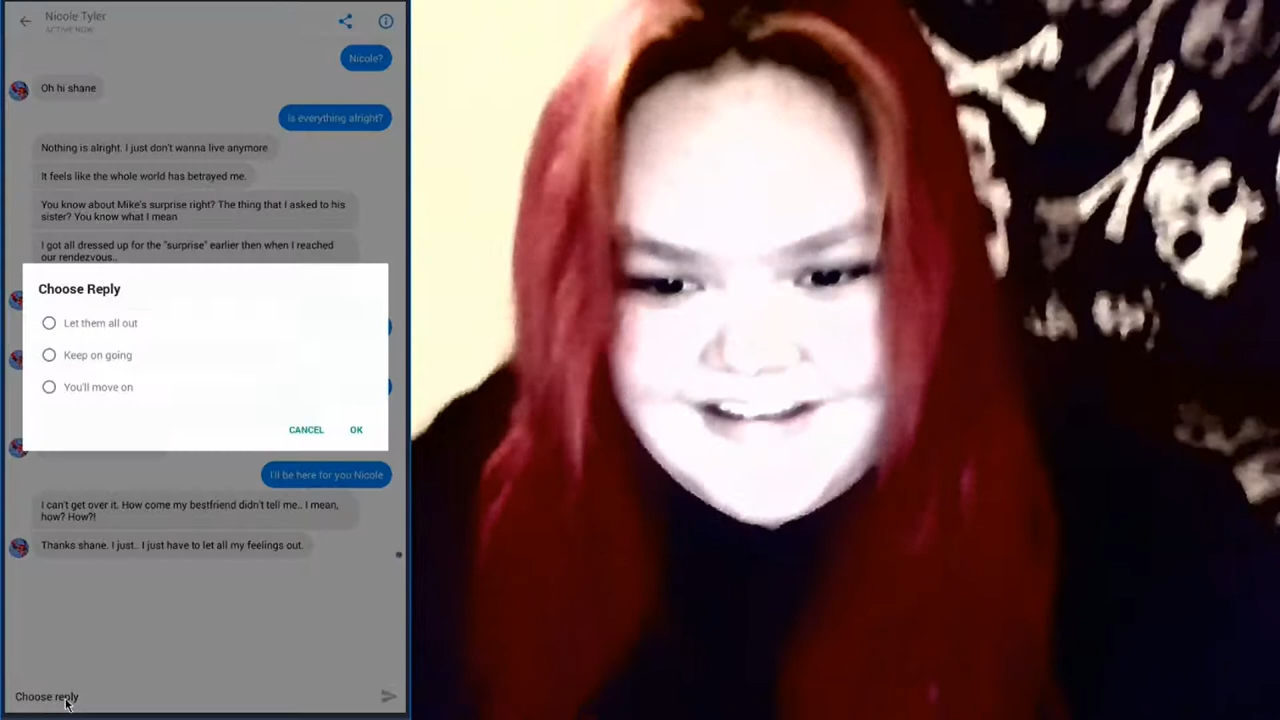 Nicole Tyler
ACTIVE NOW
Nicole?
Oh hi shane
Is everything alright?
Nothing is alright. I just don't wanna live anymore
It feels like the whole world has betrayed me.
You know about Mike's surprise right? The thing that I asked to his
sister? You know what I mean
I got all dressed up for the "surprise" earlier then when I reached
our rendezvous..
Choose Reply
Let them all out
Keep on going
You'll move on
CANCEL
OK
I'll be here for you Nicole
I can't get over it. How come my bestfriend didn't tell me.. I mean,
how? How?!
Thanks shane. I just.. I just have to let all my feelings out.
Choose reply